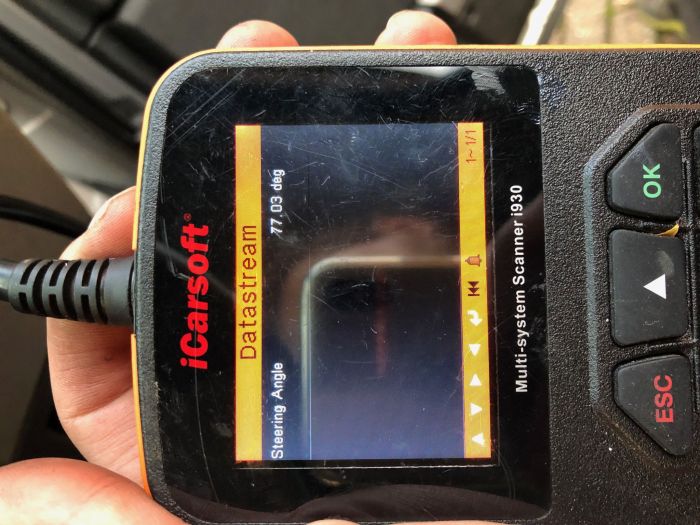 iCarsoft®
Datastream
Steering Angle 77.03 deg
1~ 1/1
Multi-system Scanner i930
ESC
OK